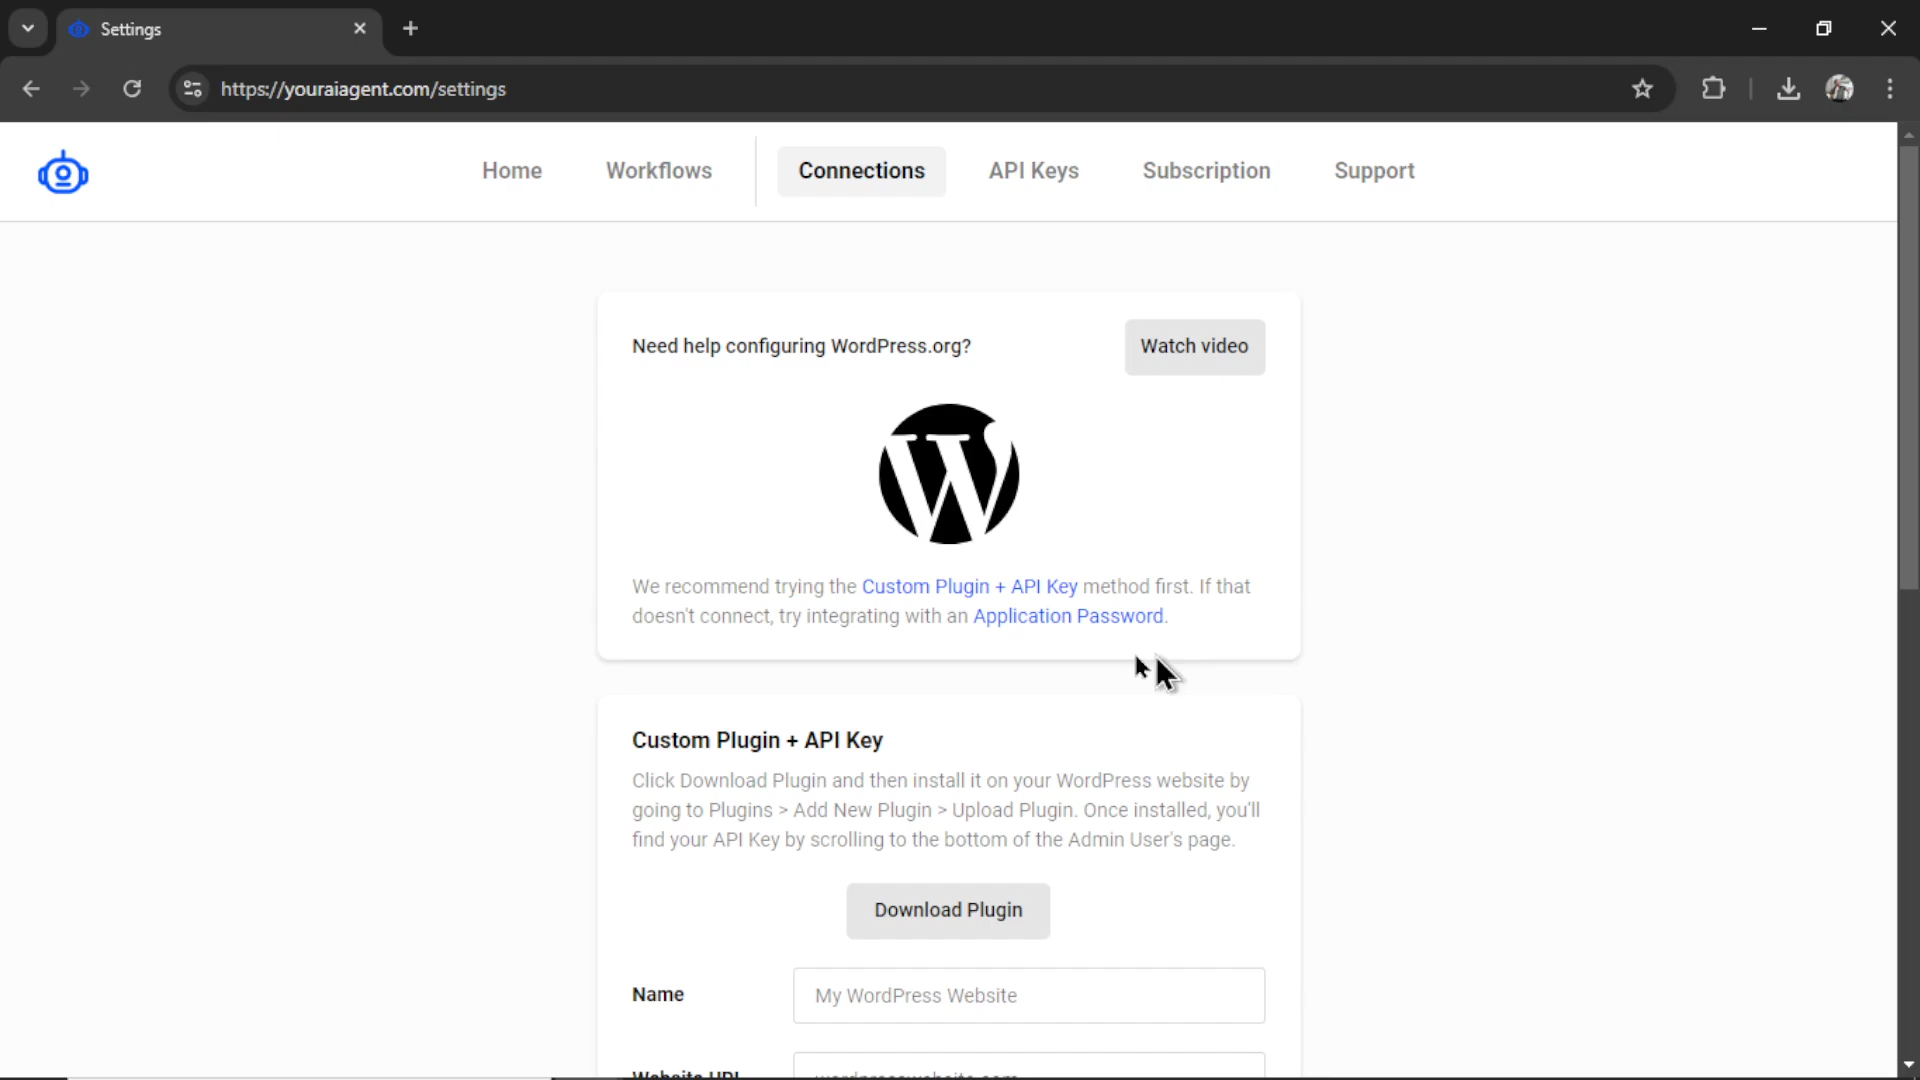 Settings
https://youraiagent.com/settings
Home
Workflows
Connections
API Keys
Subscription
Support
Need help configuring WordPress.org?
Watch video
We recommend trying the Custom Plugin + API Key method first. If that
doesn't connect, try integrating with an Application Password.
Custom Plugin + API Key
Click Download Plugin and then install it on your WordPress website by
going to Plugins > Add New Plugin > Upload Plugin. Once installed, you'll
find your API Key by scrolling to the bottom of the Admin User's page.
Download Plugin
Name
My WordPress Website
Website URL
wordpresswebsite.com